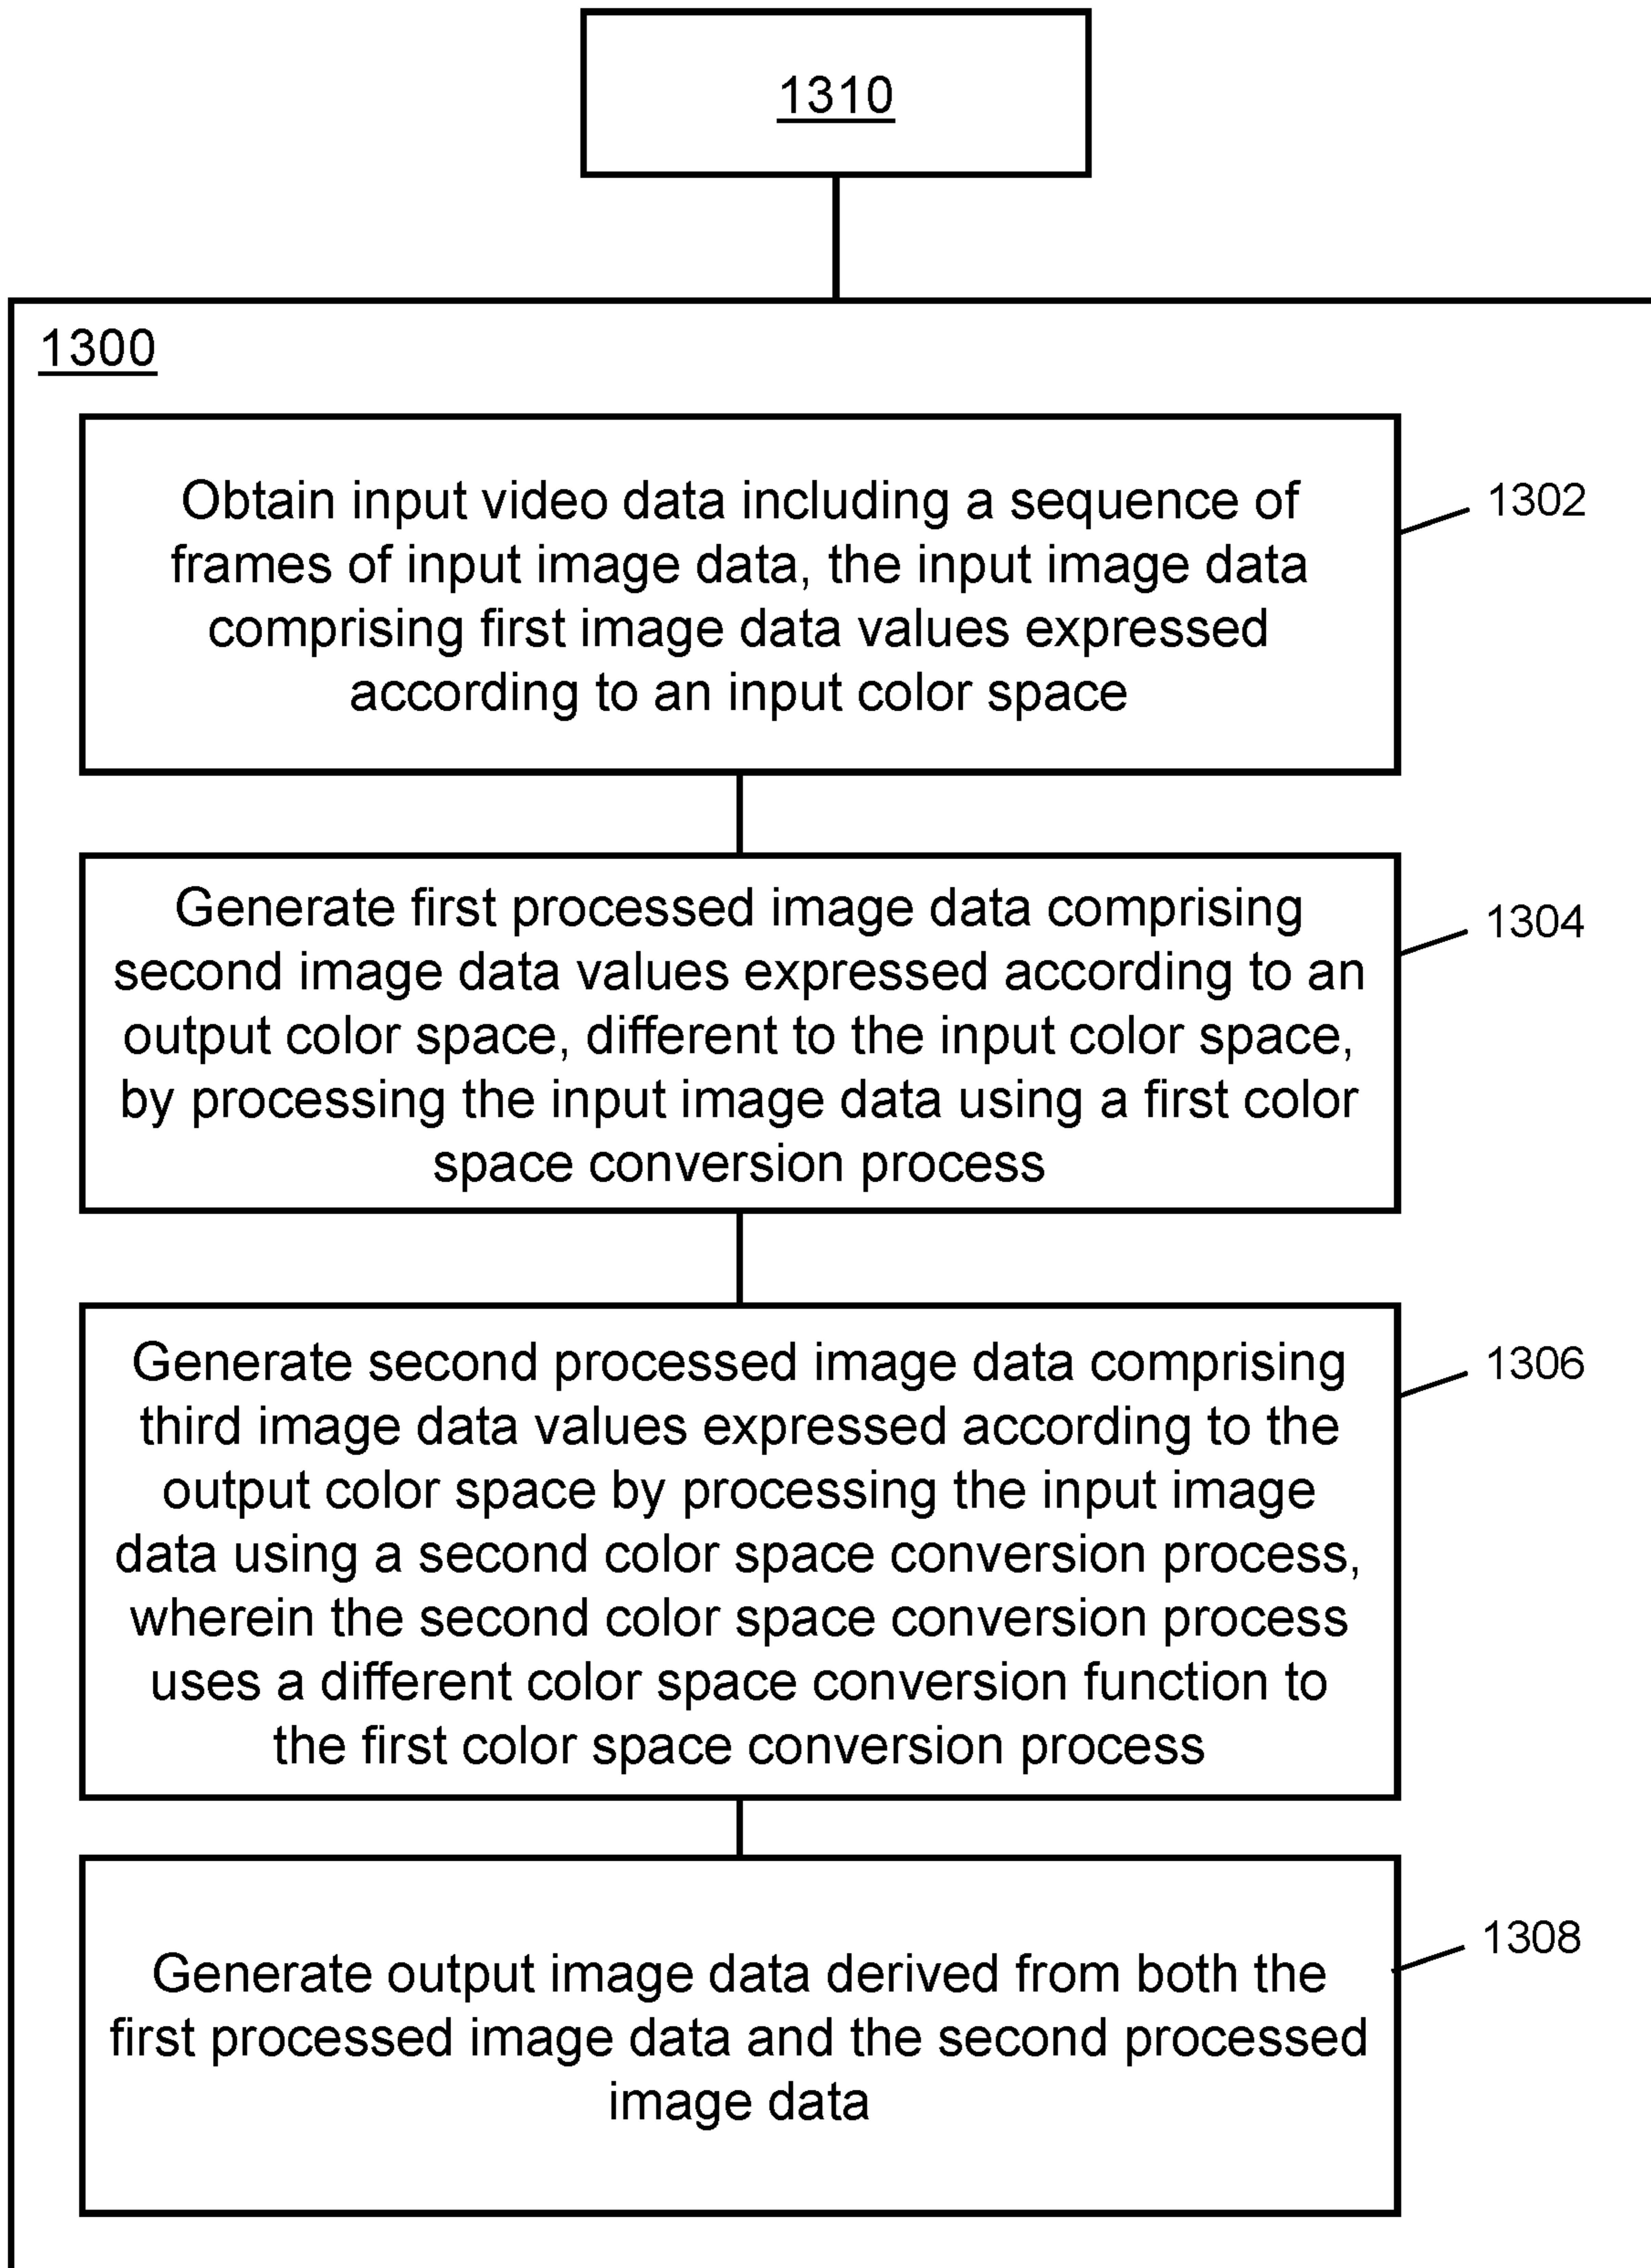 1310
1300
Obtain input video data including a sequence of
frames of input image data, the input image data
comprising first image data values expressed
according to an input color space
1302
Generate first processed image data comprising
second image data values expressed according to an
output color space, different to the input color space,
by processing the input image data using a first color
space conversion process
1304
Generate second processed image data comprising
third image data values expressed according to the
output color space by processing the input image
data using a second color space conversion process,
wherein the second color space conversion process
uses a different color space conversion function to
the first color space conversion process
1306
Generate output image data derived from both the
first processed image data and the second processed
image data
1308